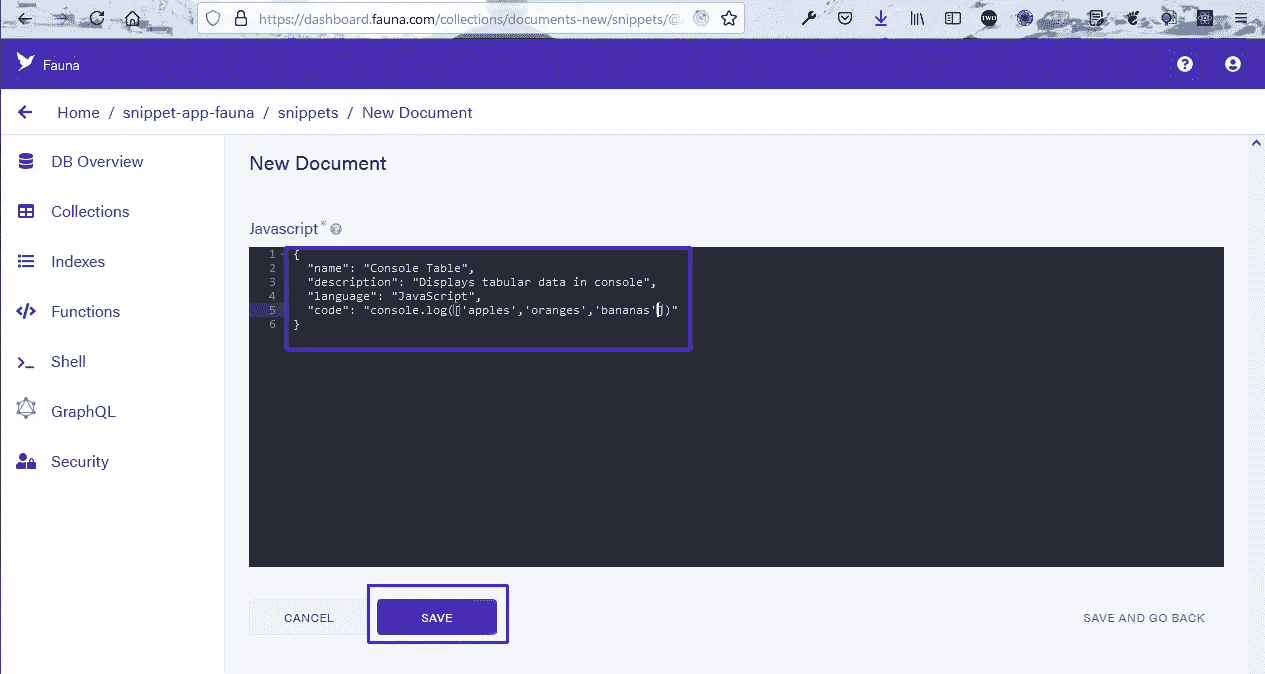 https://dashboard.fauna.com/collections/documents-new/snippets/@
TWD
Fauna
Home / snippet-app-fauna / snippets / New Document
DB Overview
Collections
Indexes
Functions
Shell
GraphQL
Security
New Document
Javascript*
1 {
2 "name": "Console Table",
3 "description": "Displays tabular data in console",
4 "language": "JavaScript",
5 "code": "console.log(['apples','oranges','bananas'])"
6 }
CANCEL
SAVE
SAVE AND GO BACK